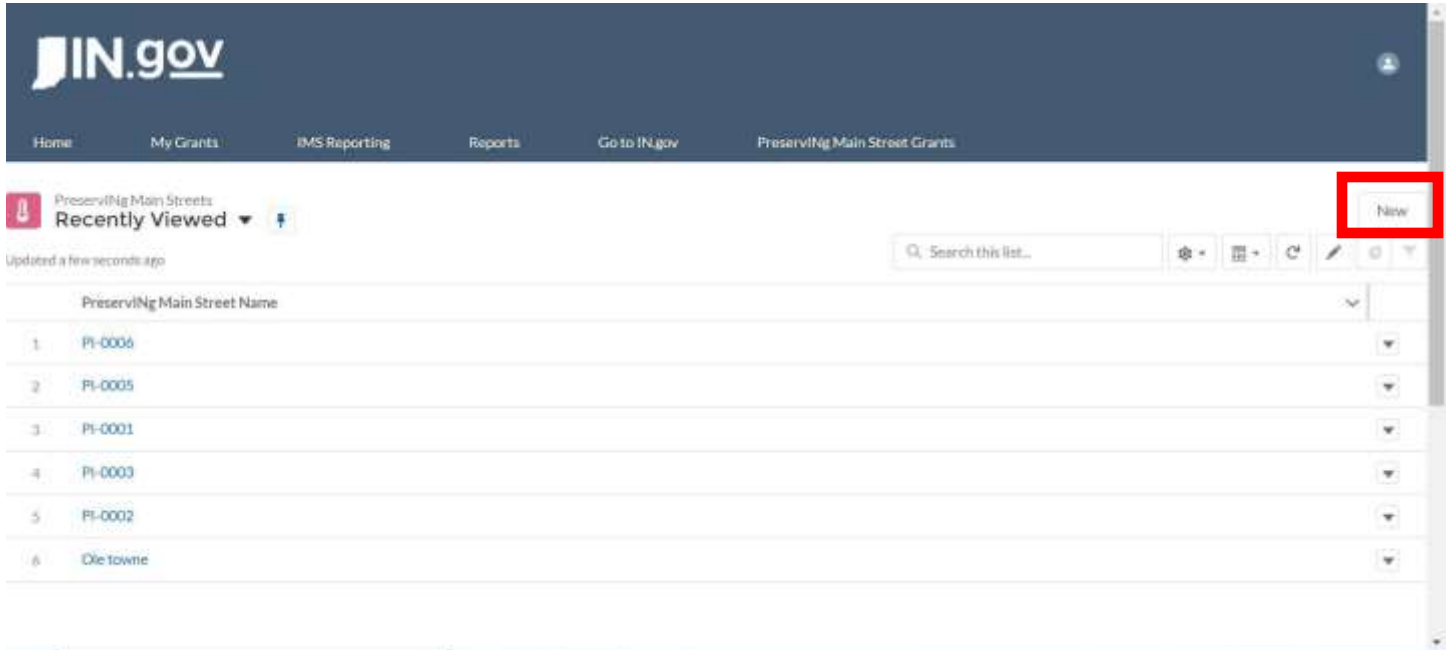 IN.gov
Home My Grants IMS Reporting Reports Go to IN.gov PreservINg Main Street Grants
PreservINg Main Streets
Recently Viewed
New
Updated a few seconds ago
Search this list...
PreservINg Main Street Name
1 PI-0006
2 PI-0005
3 PI-0001
4 PI-0003
5 PI-0002
6 Ole towne